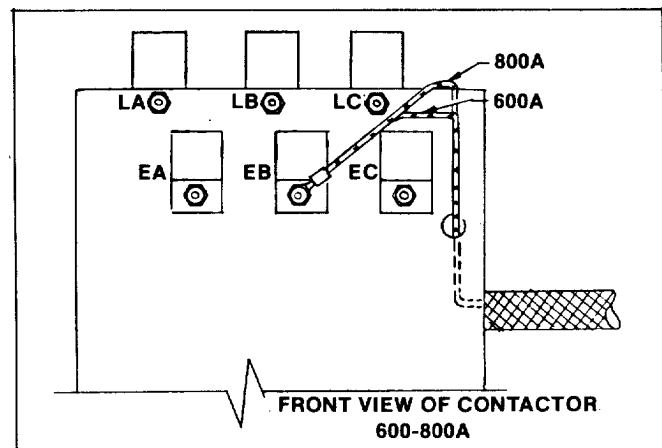 800A
LA LB LC
600A
EA EB EC
FRONT VIEW OF CONTACTOR
600-800A